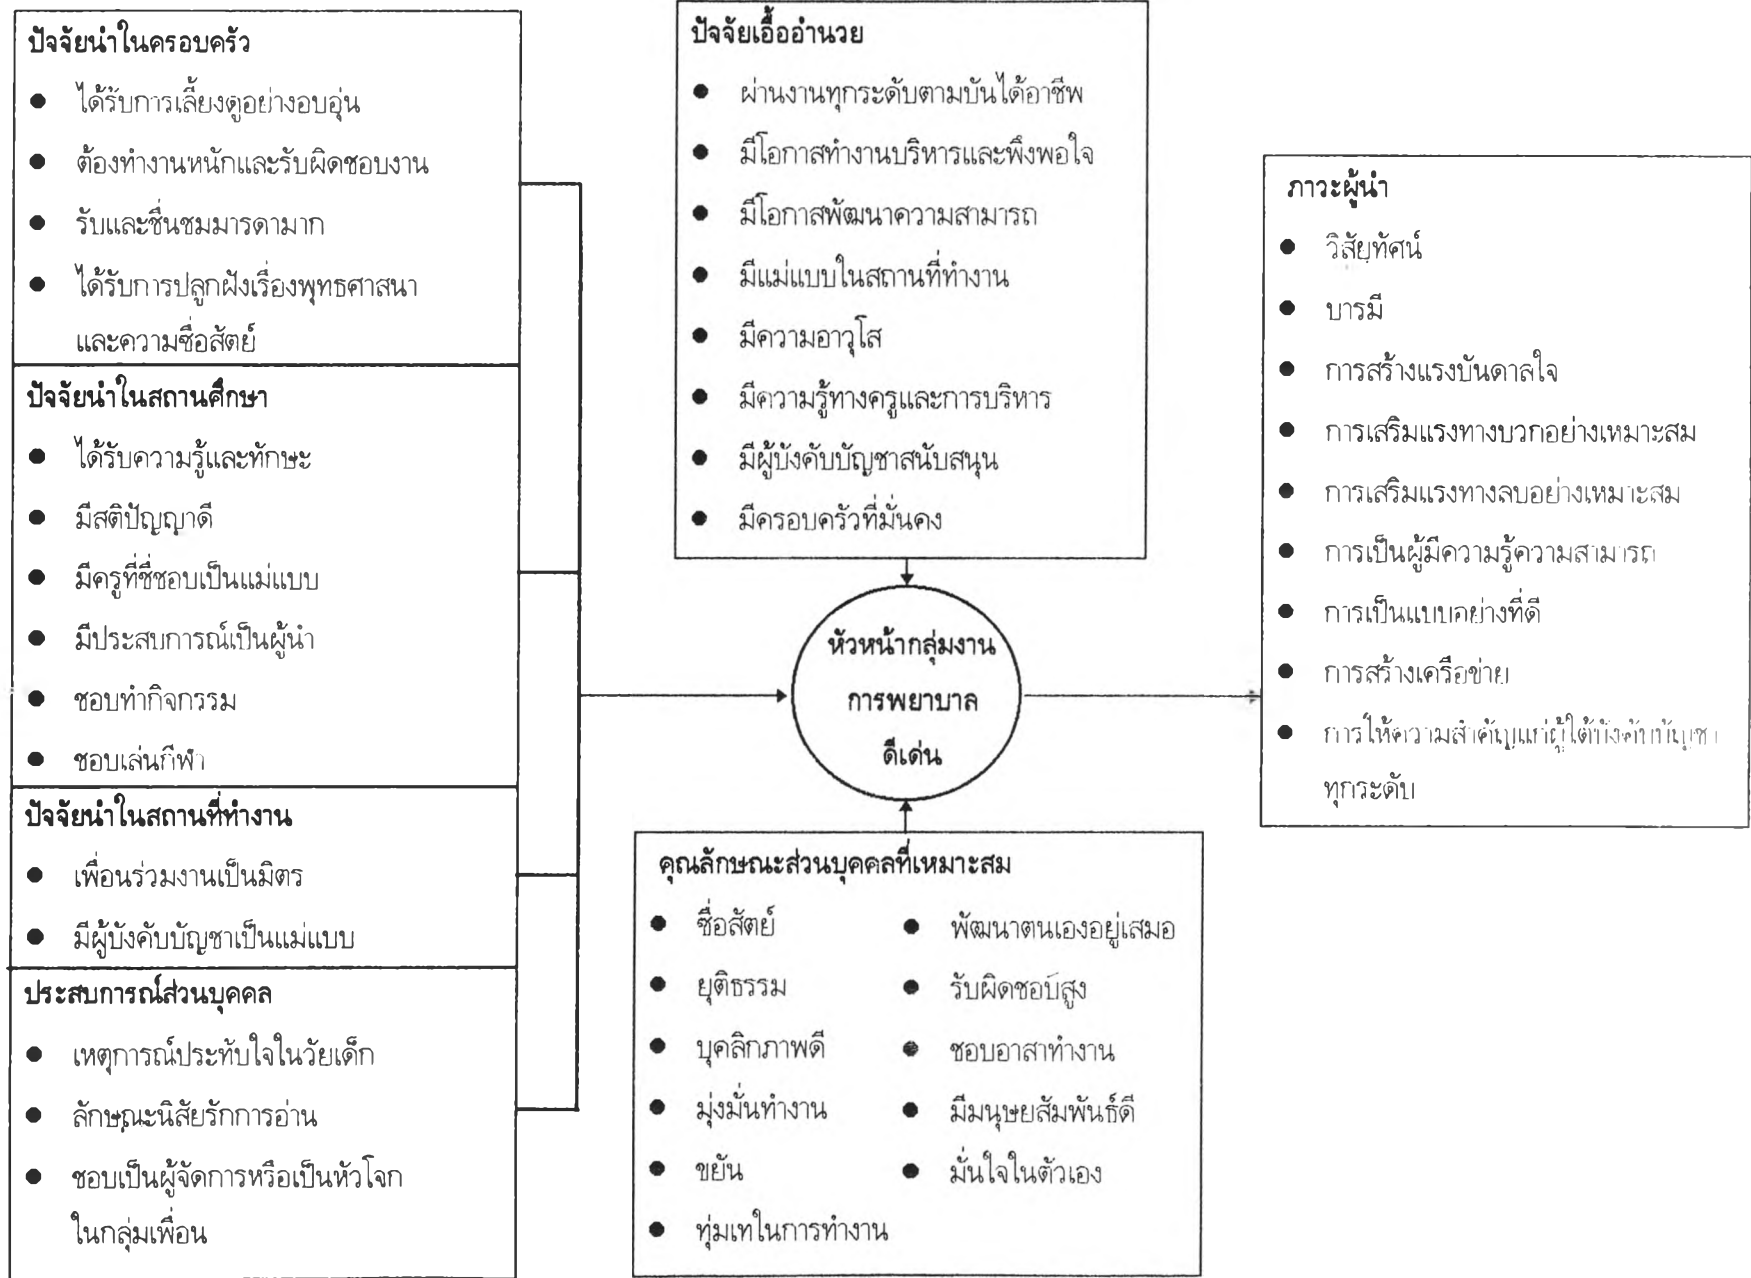 ปัจจัยนำในครอบครัว
ได้รับการเลี้ยงดูอย่างอบอุ่น
ต้องทำงานหนักและรับผิดชอบงาน
รับและชื่นชมมารดามาก
ได้รับการปลูกฝังเรื่องพุทธศาสนา
และความซื่อสัตย์
ปัจจัยนำในสถานศึกษา
ได้รับความรู้และทักษะ
มีสติปัญญาดี
มีครูที่ชื่ชอบเป็นแม่แบบ
มีประสบการณ์เป็นผู้นำ
ชอบทำกิจกรรม
ชอบเล่นกีฬา
ปัจจัยนำในสถานที่ทำงาน
เพื่อนร่วมงานเป็นมิตร
มีผู้บังคับบัญชาเป็นแม่แบบ
ประสบการณ์ส่วนบุคคล
เหตุการณ์ประทับใจในวัยเด็ก
ลักษณะนิสัยรักการอ่าน
ชอบเป็นผู้จัดการหรือเป็นหัวโจก
ในกลุ่มเพื่อน
ปัจจัยเอื้ออำนวย
ผ่านงานทุกระดับตามบันได้อาชีพ
มีโอกาสทำงานบริหารและพึงพอใจ
มีโอกาสพัฒนาความสามารถ
มีแม่แบบในสถานที่ทำงาน
มีความอาวุโส
มีความรู้ทางครูและการบริหาร
มีผู้บังคับบัญชาสนับสนุน
มีครอบครัวที่มั่นคง
หัวหน้ากลุ่มงาน
การพยาบาล
ดีเด่น
คุณลักษณะส่วนบุคคลที่เหมาะสม
ซื่อสัตย์
ยุติธรรม
บุคลิกภาพดี
มุ่งมั่นทำงาน
ขยัน
ทุ่มเทในการทำงาน
พัฒนาตนเองอยู่เสมอ
รับผิดชอบสูง
ชอบอาสาทำงาน
มีมนุษยสัมพันธ์ดี
มั่นใจในตัวเอง
ภาวะผู้นำ
วิสัยทัศน์
บารมี
การสร้างแรงบันดาลใจ
การเสริมแรงทางบวกอย่างเหมาะสม
การเสริมแรงทางลบอย่างเหมาะสม
การเป็นผู้มีความรู้ความสามารถ
การเป็นแบบอย่างที่ดี
การสร้างเครือข่าย
การให้ความสำคัญแก่ผู้ใต้บังคับบัญชา
ทุกระดับ